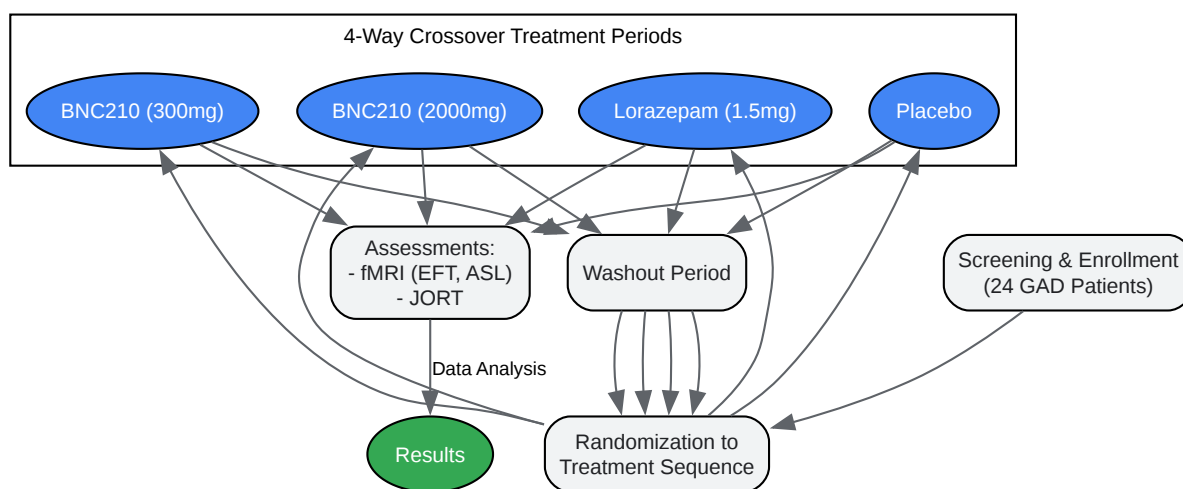 4-Way Crossover Treatment Periods
BNC210 (300mg)
BNC210 (2000mg)
Lorazepam (1.5mg)
Placebo
Assessments:
- fMRI (EFT, ASL)
- JORT
Washout Period
Screening & Enrollment
(24 GAD Patients)
Data Analysis
Results
Randomization to
Treatment Sequence